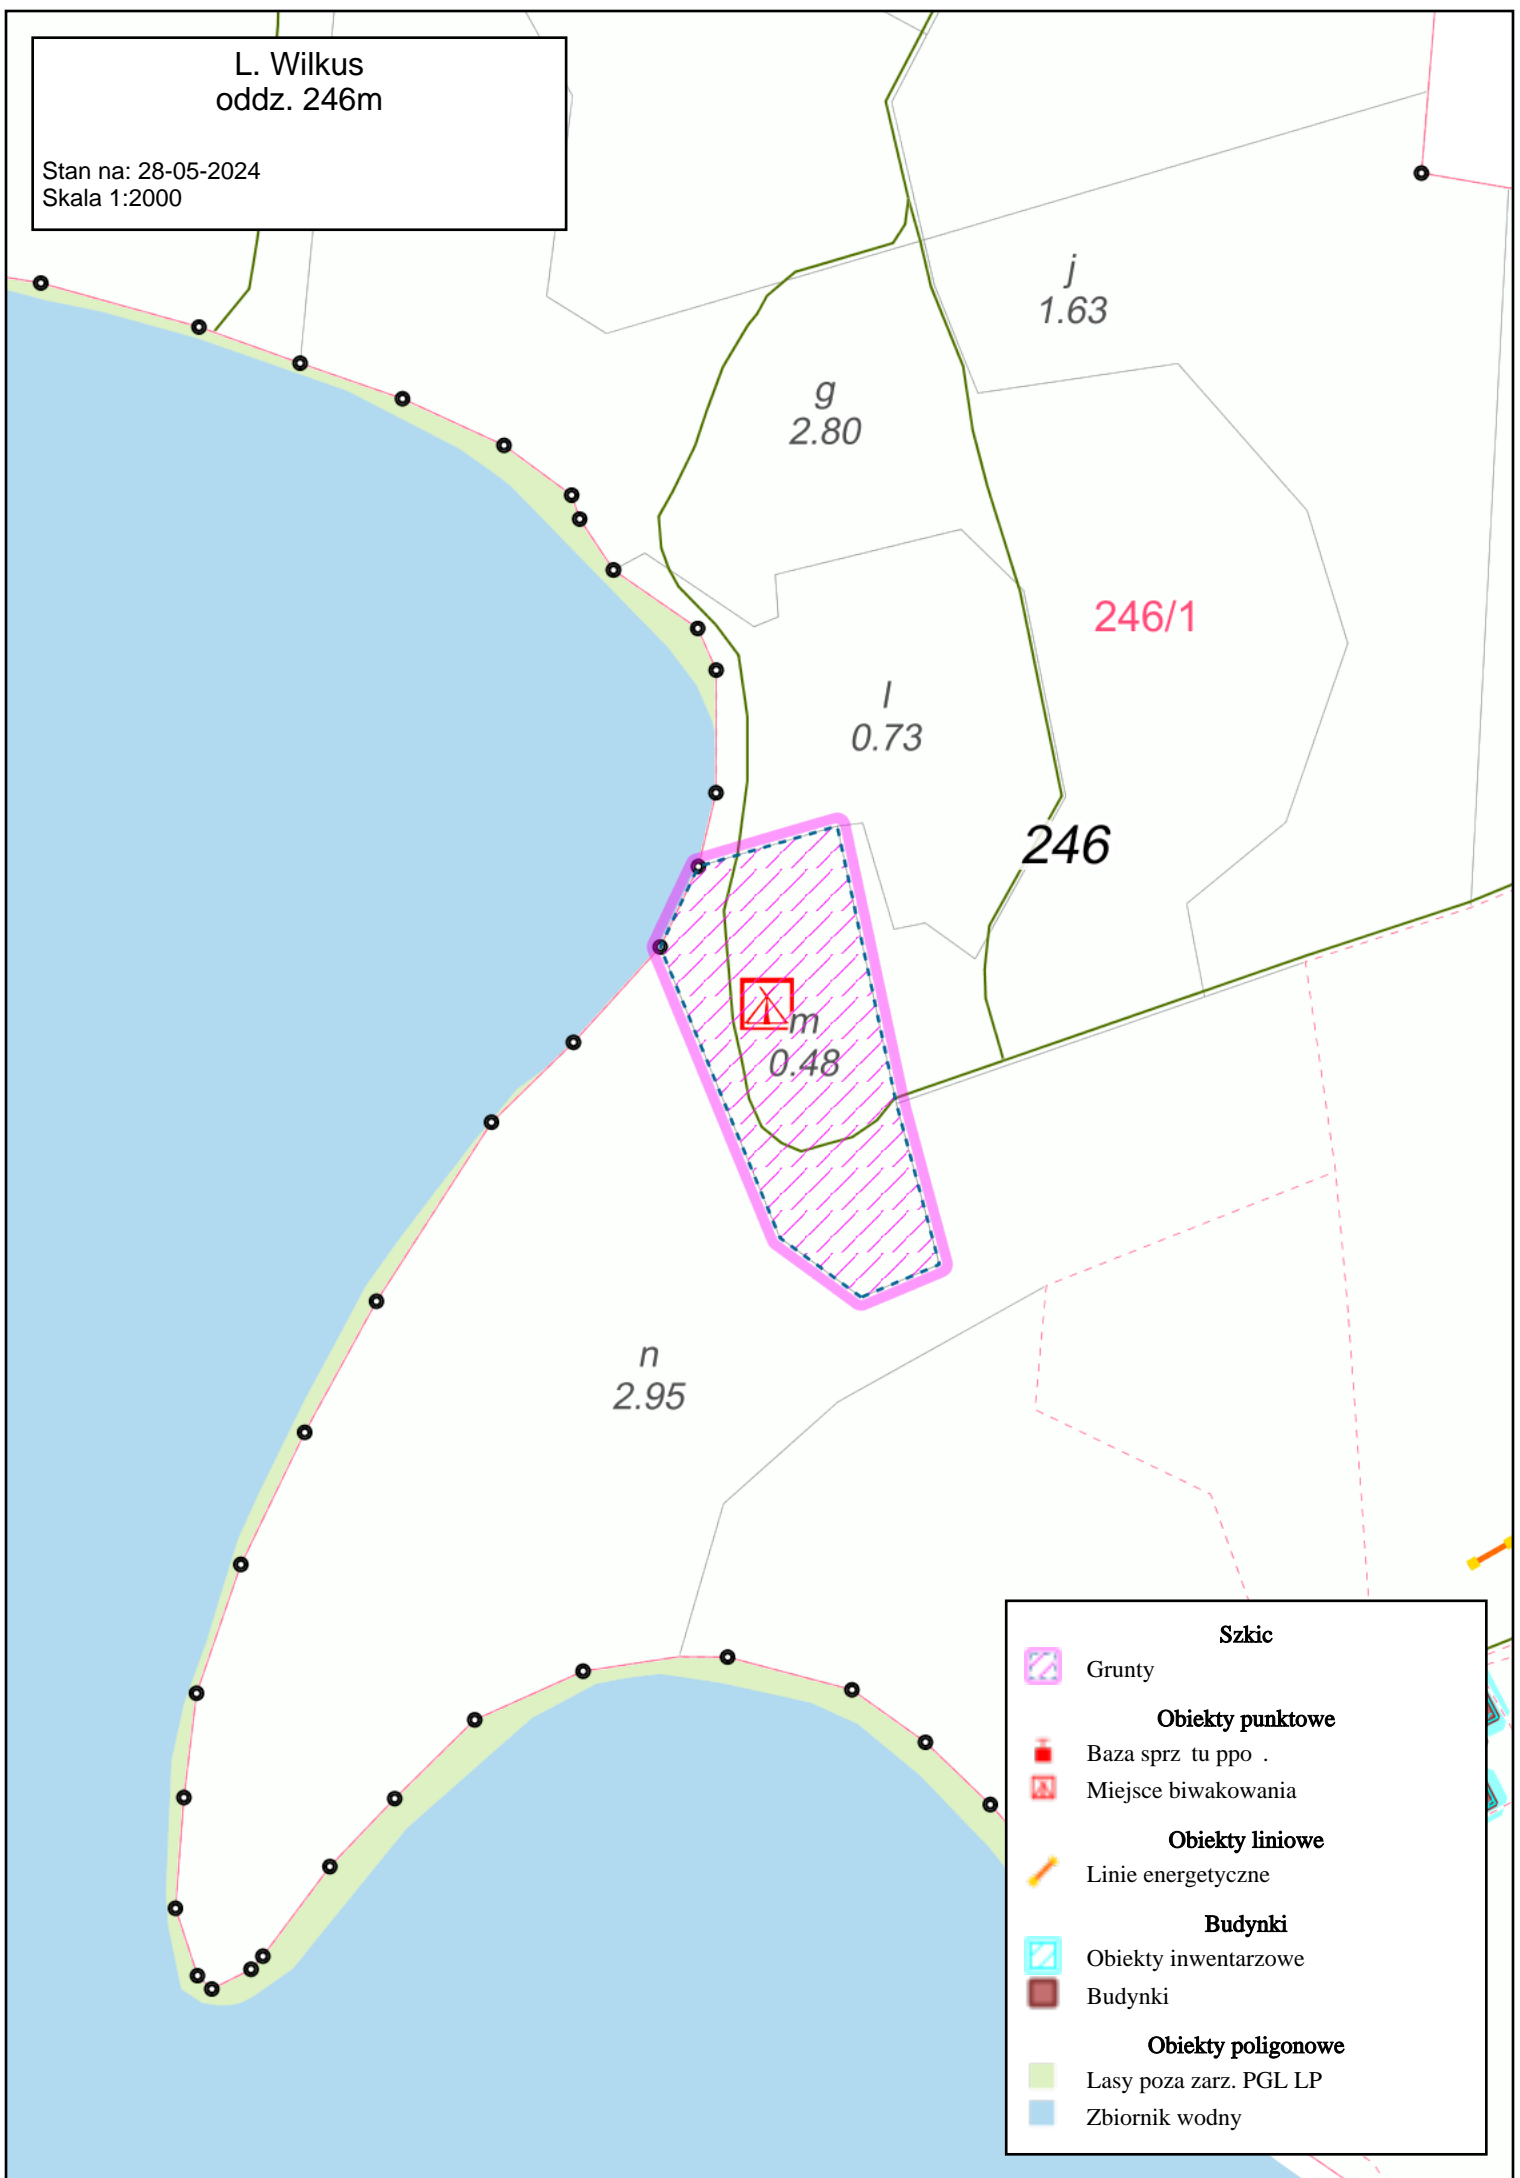 L. Wilkus
oddz. 246m
Stan na: 28-05-2024
Skala 1:2000
j
1.63
g
2.80
246/1
l
0.73
246
m
0.48
n
2.95
Szkic
Grunty
Obiekty punktowe
Baza sprz tu ppo .
Miejsce biwakowania
Obiekty liniowe
Linie energetyczne
Budynki
Obiekty inwentarzowe
Budynki
Obiekty poligonowe
Lasy poza zarz. PGL LP
Zbiornik wodny